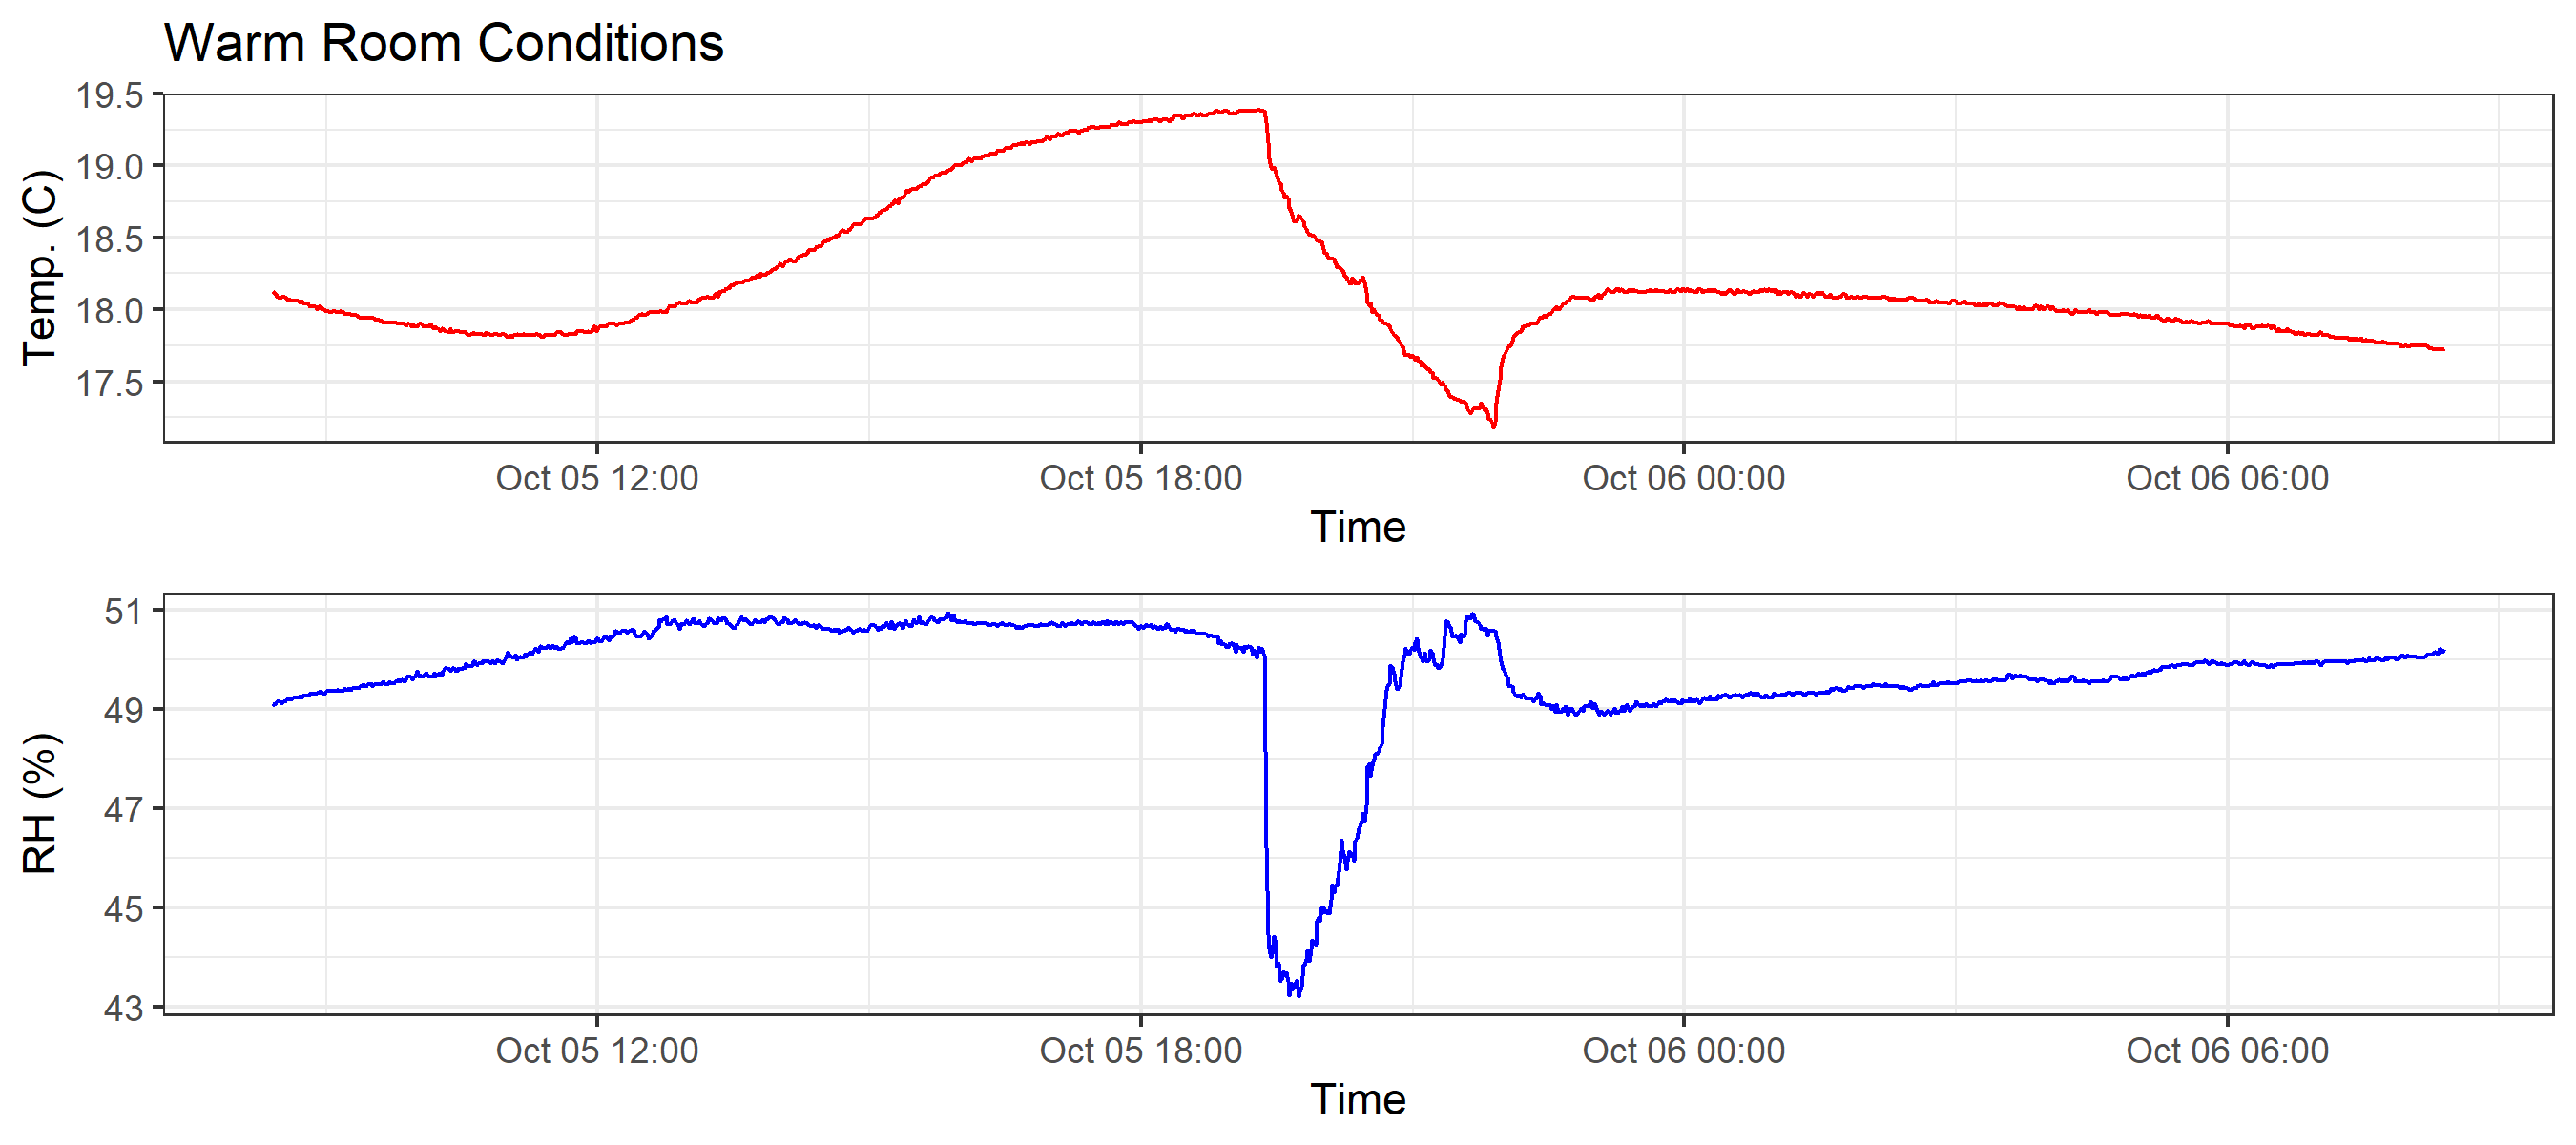 Warm Room Conditions
19.5
19.0
18.5
18.0
17.5
Temp. (C)
Oct 05 12:00 Oct 05 18:00 Oct 06 00:00 Oct 06 06:00
Time
51
49
47
45
43
RH (%)
Oct 05 12:00 Oct 05 18:00 Oct 06 00:00 Oct 06 06:00
Time